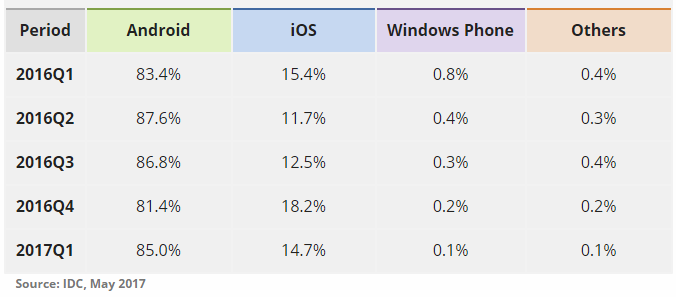 Period Android iOS Windows Phone Others
2016Q1 83.4% 15.4% 0.8% 0.4%
2016Q2 87.6% 11.7% 0.4% 0.3%
2016Q3 86.8% 12.5% 0.3% 0.4%
2016Q4 81.4% 18.2% 0.2% 0.2%
2017Q1 85.0% 14.7% 0.1% 0.1%
Source: IDC, May 2017